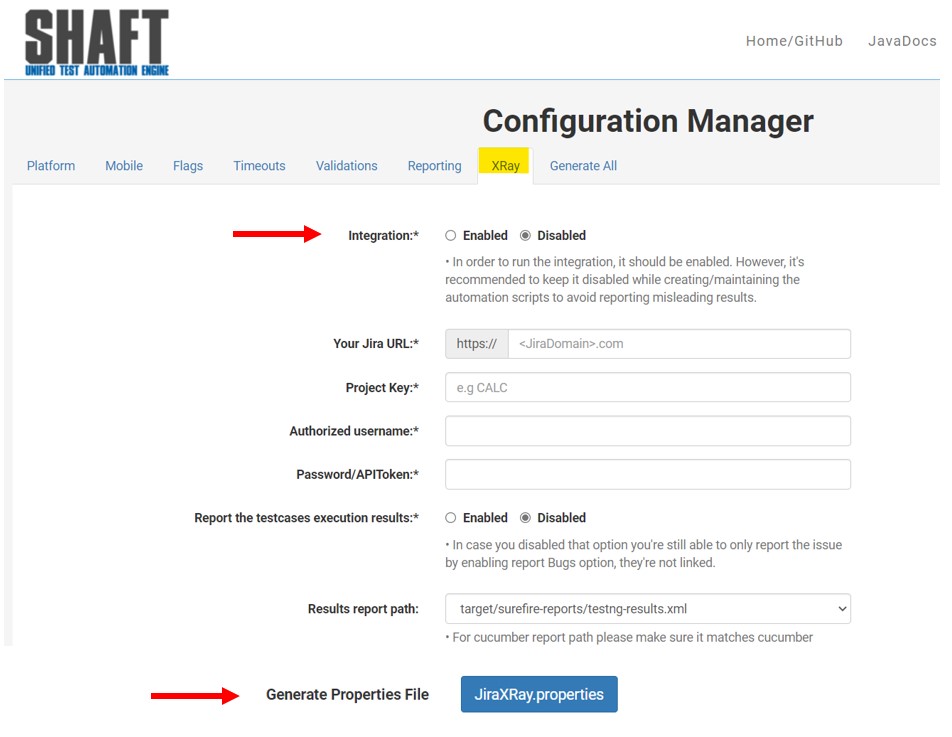 SHAFT
UNIFIED TEST AUTOMATION ENGINE
Home/GitHub JavaDocs
Configuration Manager
Platform Mobile Flags Timeouts Validations Reporting XRay Generate All
Integration:* Enabled Disabled
• In order to run the integration, it should be enabled. However, it's
recommended to keep it disabled while creating/maintaining the
automation scripts to avoid reporting misleading results.
Your Jira URL:* https:// <JiraDomain>.com
Project Key:* e.g CALC
Authorized username:*
Password/APIToken:*
Report the testcases execution results:* Enabled Disabled
• In case you disabled that option you're still able to only report the issue
by enabling report Bugs option, they're not linked.
Results report path: target/surefire-reports/testng-results.xml
• For cucumber report path please make sure it matches cucumber
Generate Properties File JiraXRay.properties